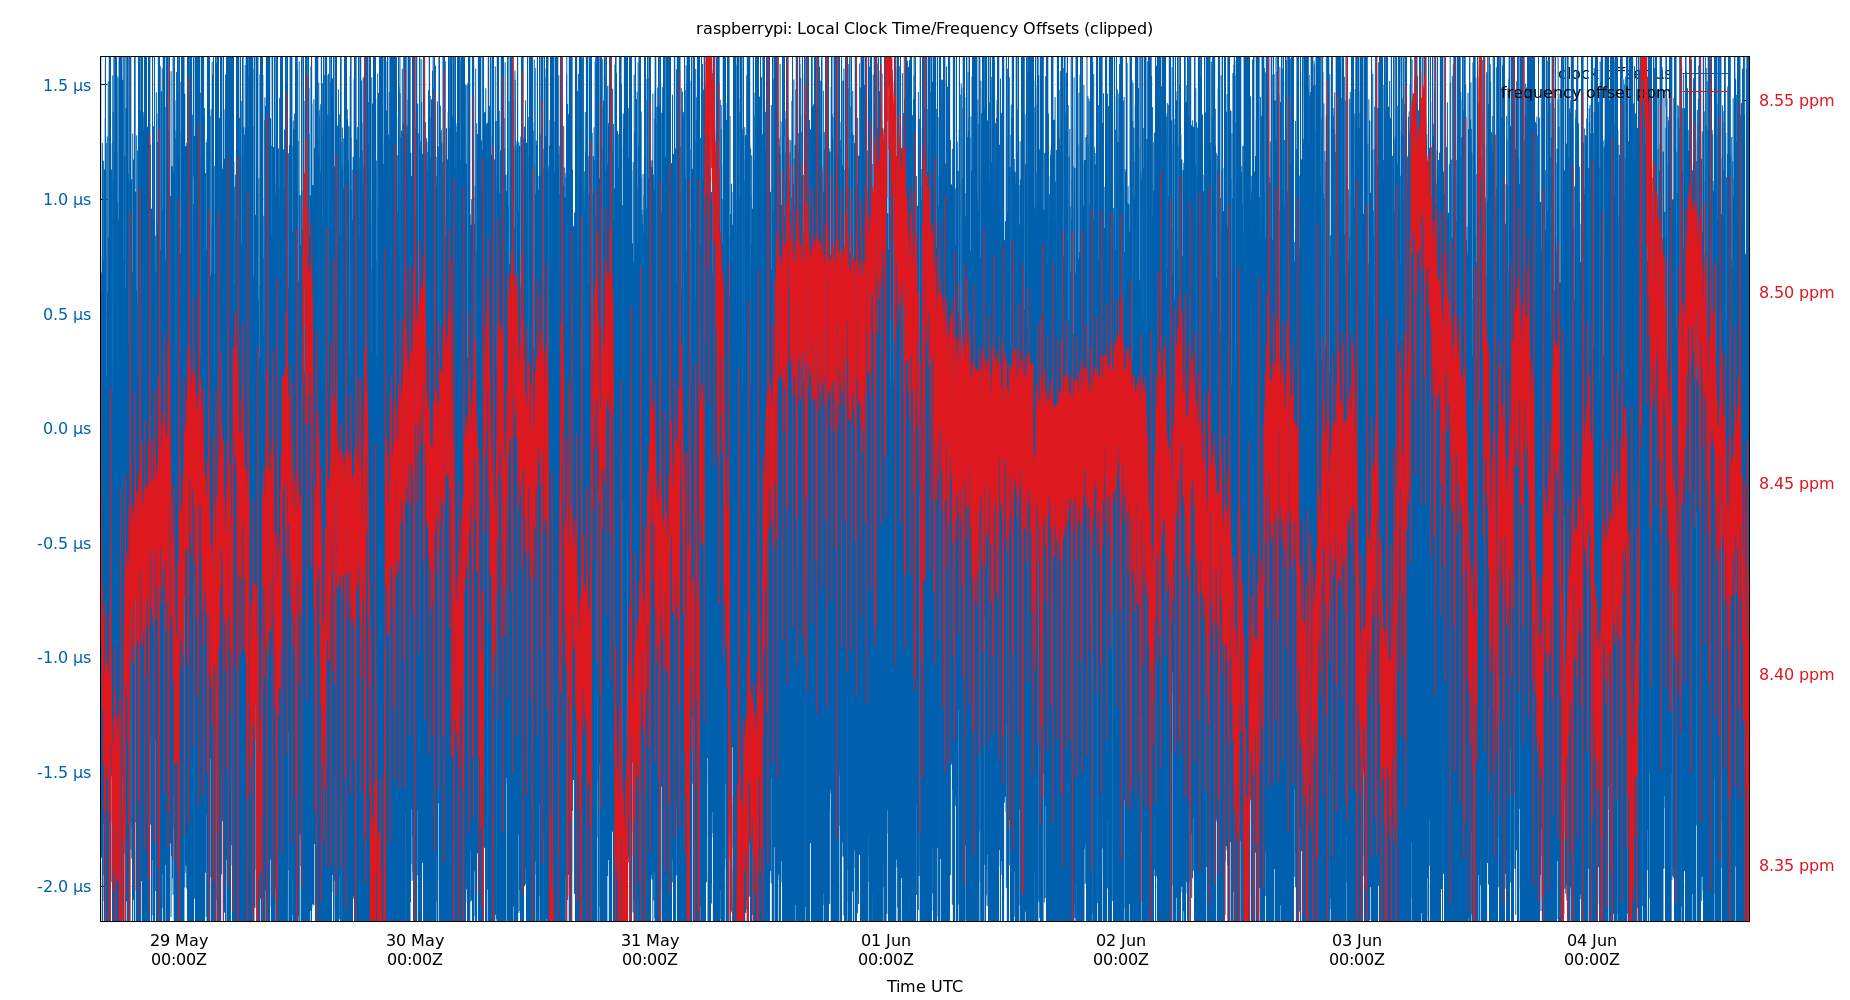 raspberrypi: Local Clock Time/Frequency Offsets (clipped)
clock offset µs
frequency offset ppm
1.5 µs
1.0 µs
0.5 µs
0.0 µs
-0.5 µs
-1.0 µs
-1.5 µs
-2.0 µs
8.55 ppm
8.50 ppm
8.45 ppm
8.40 ppm
8.35 ppm
29 May
00:00Z
30 May
00:00Z
31 May
00:00Z
01 Jun
00:00Z
02 Jun
00:00Z
03 Jun
00:00Z
04 Jun
00:00Z
Time UTC